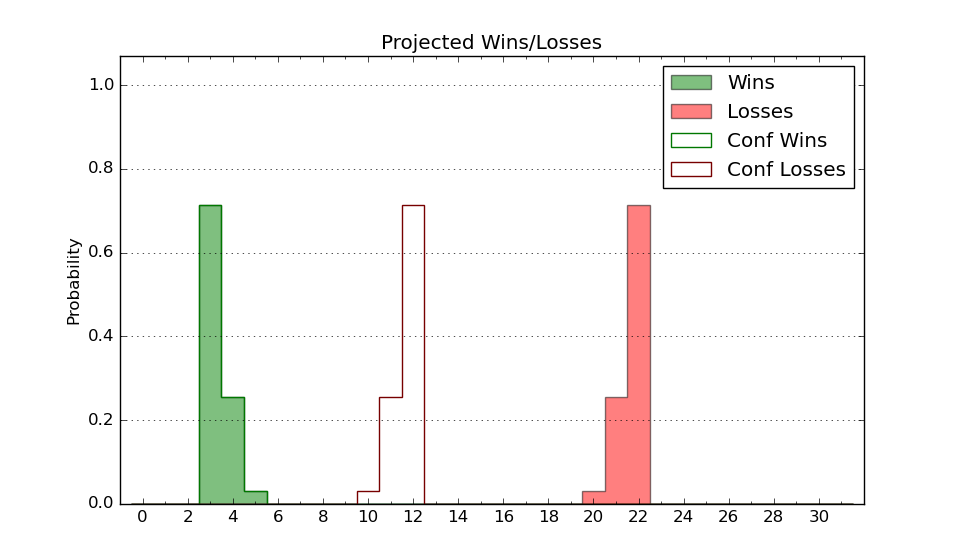 Projected Wins/Losses
Wins
Losses
Conf Wins
Conf Losses
Probability
1.0
0.8
0.6
0.4
0.2
0.0
0 2 4 6 8 10 12 14 16 18 20 22 24 26 28 30